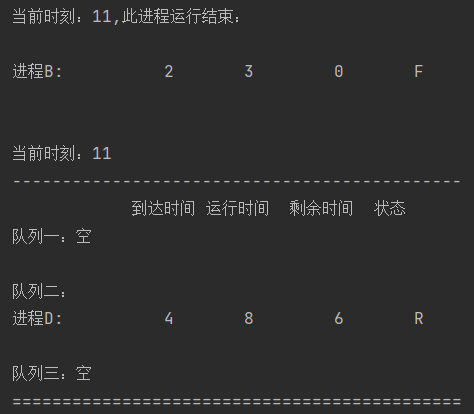 当前时刻：11,此进程运行结束：
进程B: 2 3 0 F
当前时刻：11
--------------------------------------------
到达时间 运行时间 剩余时间 状态
队列一：空
队列二：
进程D: 4 8 6 R
队列三：空
============================================